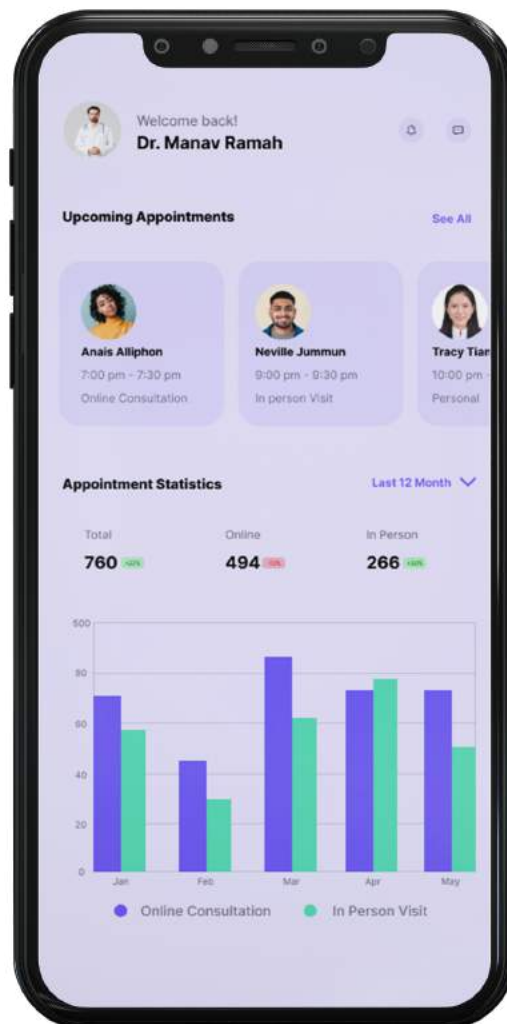 Welcome back!
Dr. Manav Ramah
Upcoming Appointments
See All
Anais Alliphon
7:00 pm - 7:30 pm
Online Consultation
Neville Jummun
9:00 pm - 9:30 pm
In person Visit
Tracy Tian
10:00 pm -
Personal
Appointment Statistics
Last 12 Month
Total
760
Online
494
In Person
266
500
80
60
40
20
0
Jan
Feb
Mar
Apr
May
Online Consultation
In Person Visit